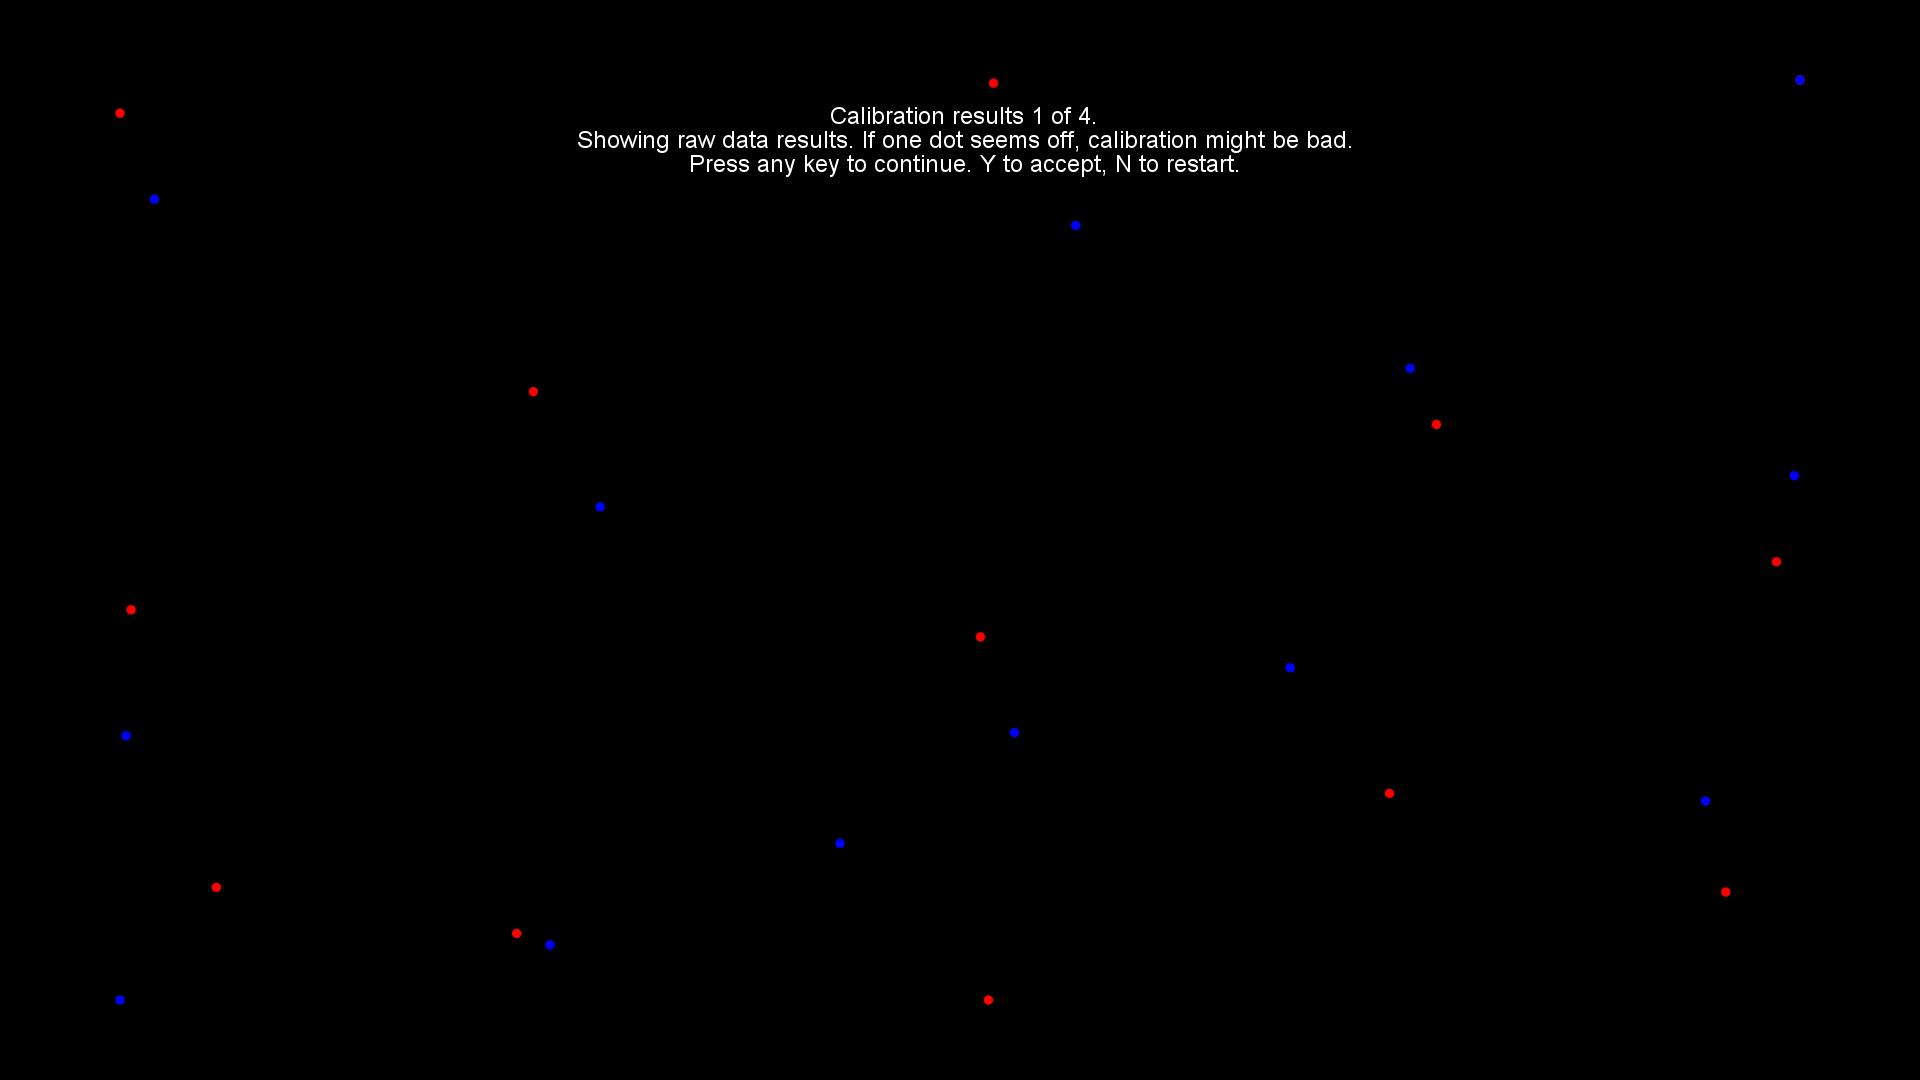 Calibration results 1 of 4.
Showing raw data results. If one dot seems off, calibration might be bad.
Press any key to continue. Y to accept, N to restart.